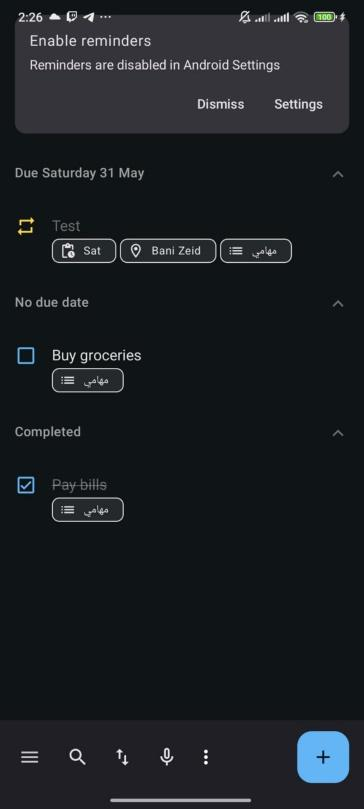 2:26
100
Enable reminders
Reminders are disabled in Android Settings
Dismiss Settings
Due Saturday 31 May
Test
Sat Bani Zeid مهامي
No due date
Buy groceries
مهامي
Completed
Pay bills
مهامي